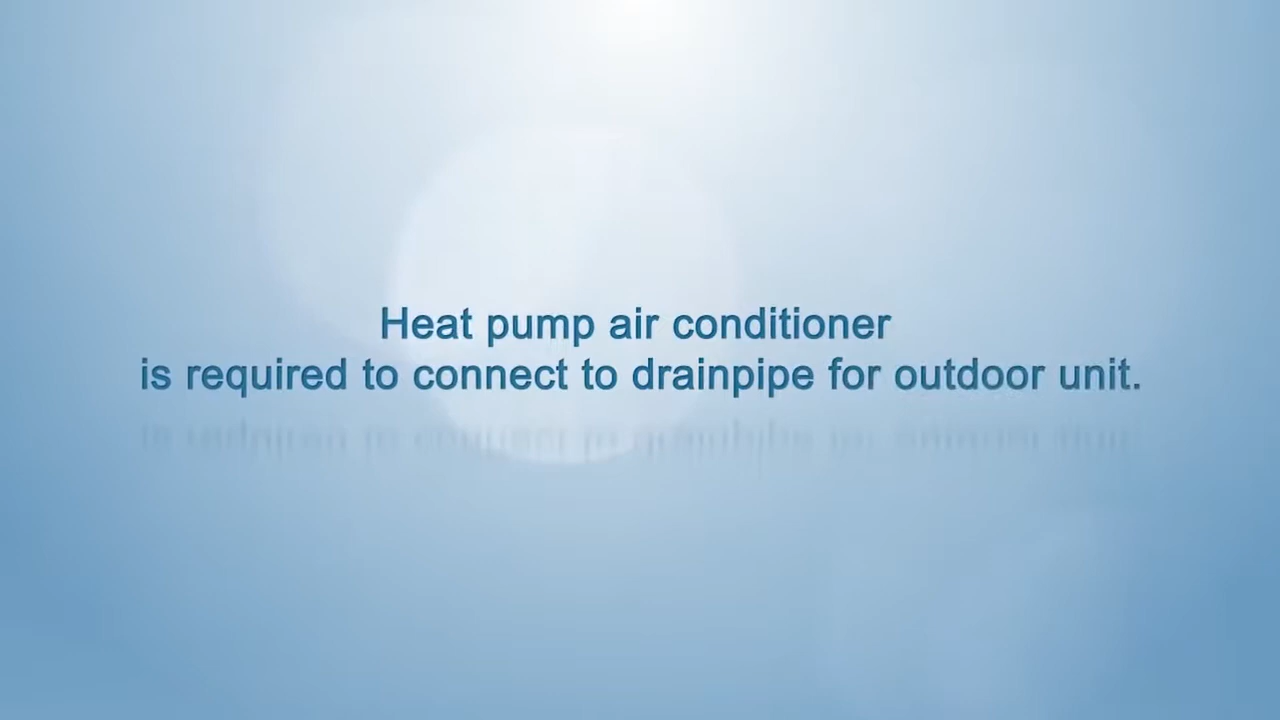 Heat pump air conditioner
is required to connect to drainpipe for outdoor unit.